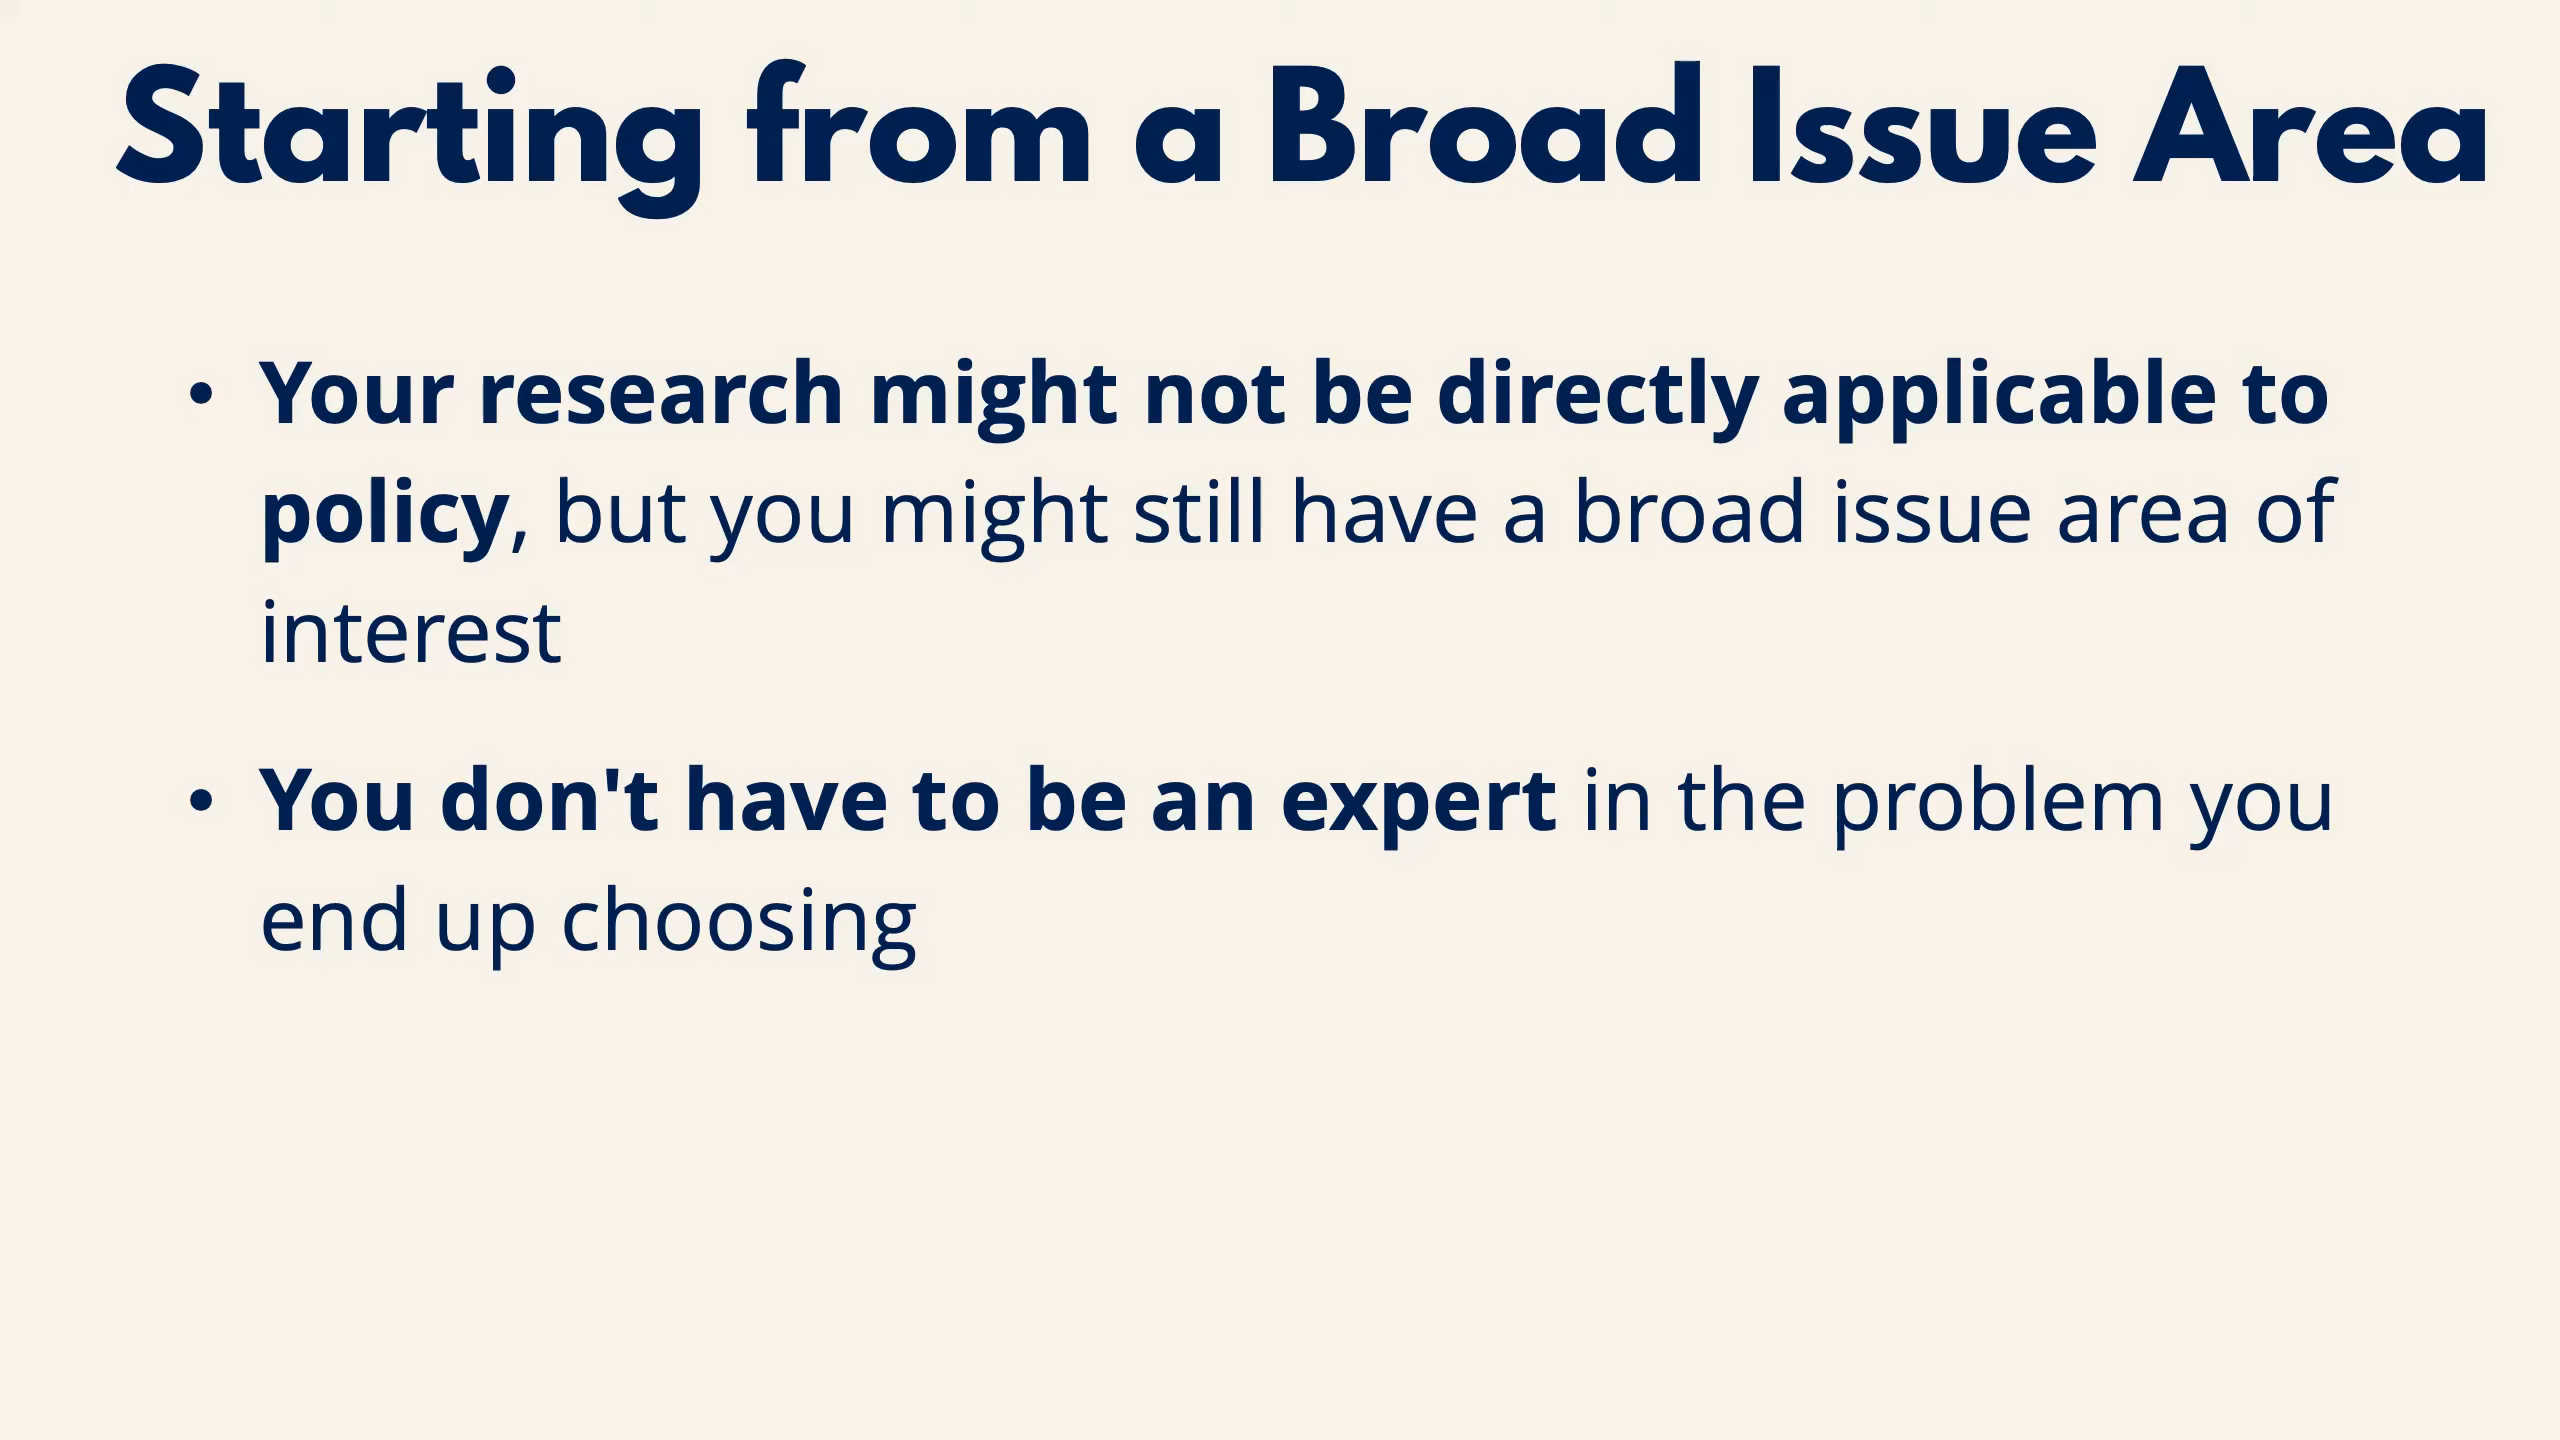 Starting from a Broad Issue Area
• Your research might not be directly applicable to
policy, but you might still have a broad issue area of
interest
• You don't have to be an expert in the problem you
end up choosing